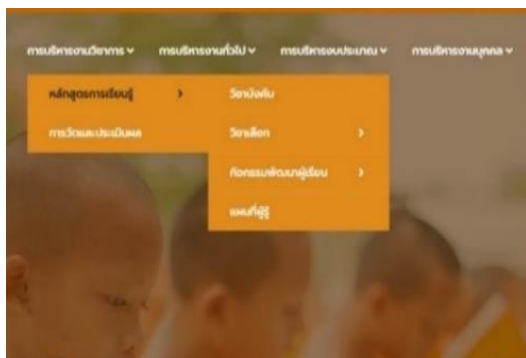 การบริหารงานวิชาการ การบริหารงานทั่วไป การบริหารงบประมาณ การบริหารงานบุคคล
หลักสูตรการเรียนรู้
วิชาบังคับ
การวัดและประเมินผล
วิชาเลือก
กิจกรรมพัฒนาผู้เรียน
แผนที่ผู้รู้